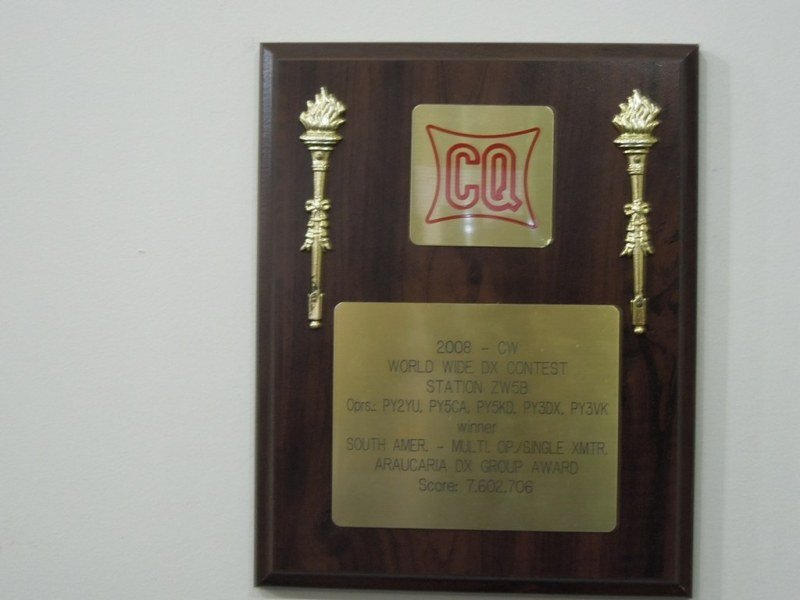 CQ
2008 - CW
WORLD WIDE DX CONTEST
STATION ZW5B
Oprs.: PY2YU, PY5CA, PY5KD, PY3DX, PY3VK
winner
SOUTH AMER. - MULTI. OP./SINGLE XMTR.
ARAUCARIA DX GROUP AWARD
Score: 7.602.706